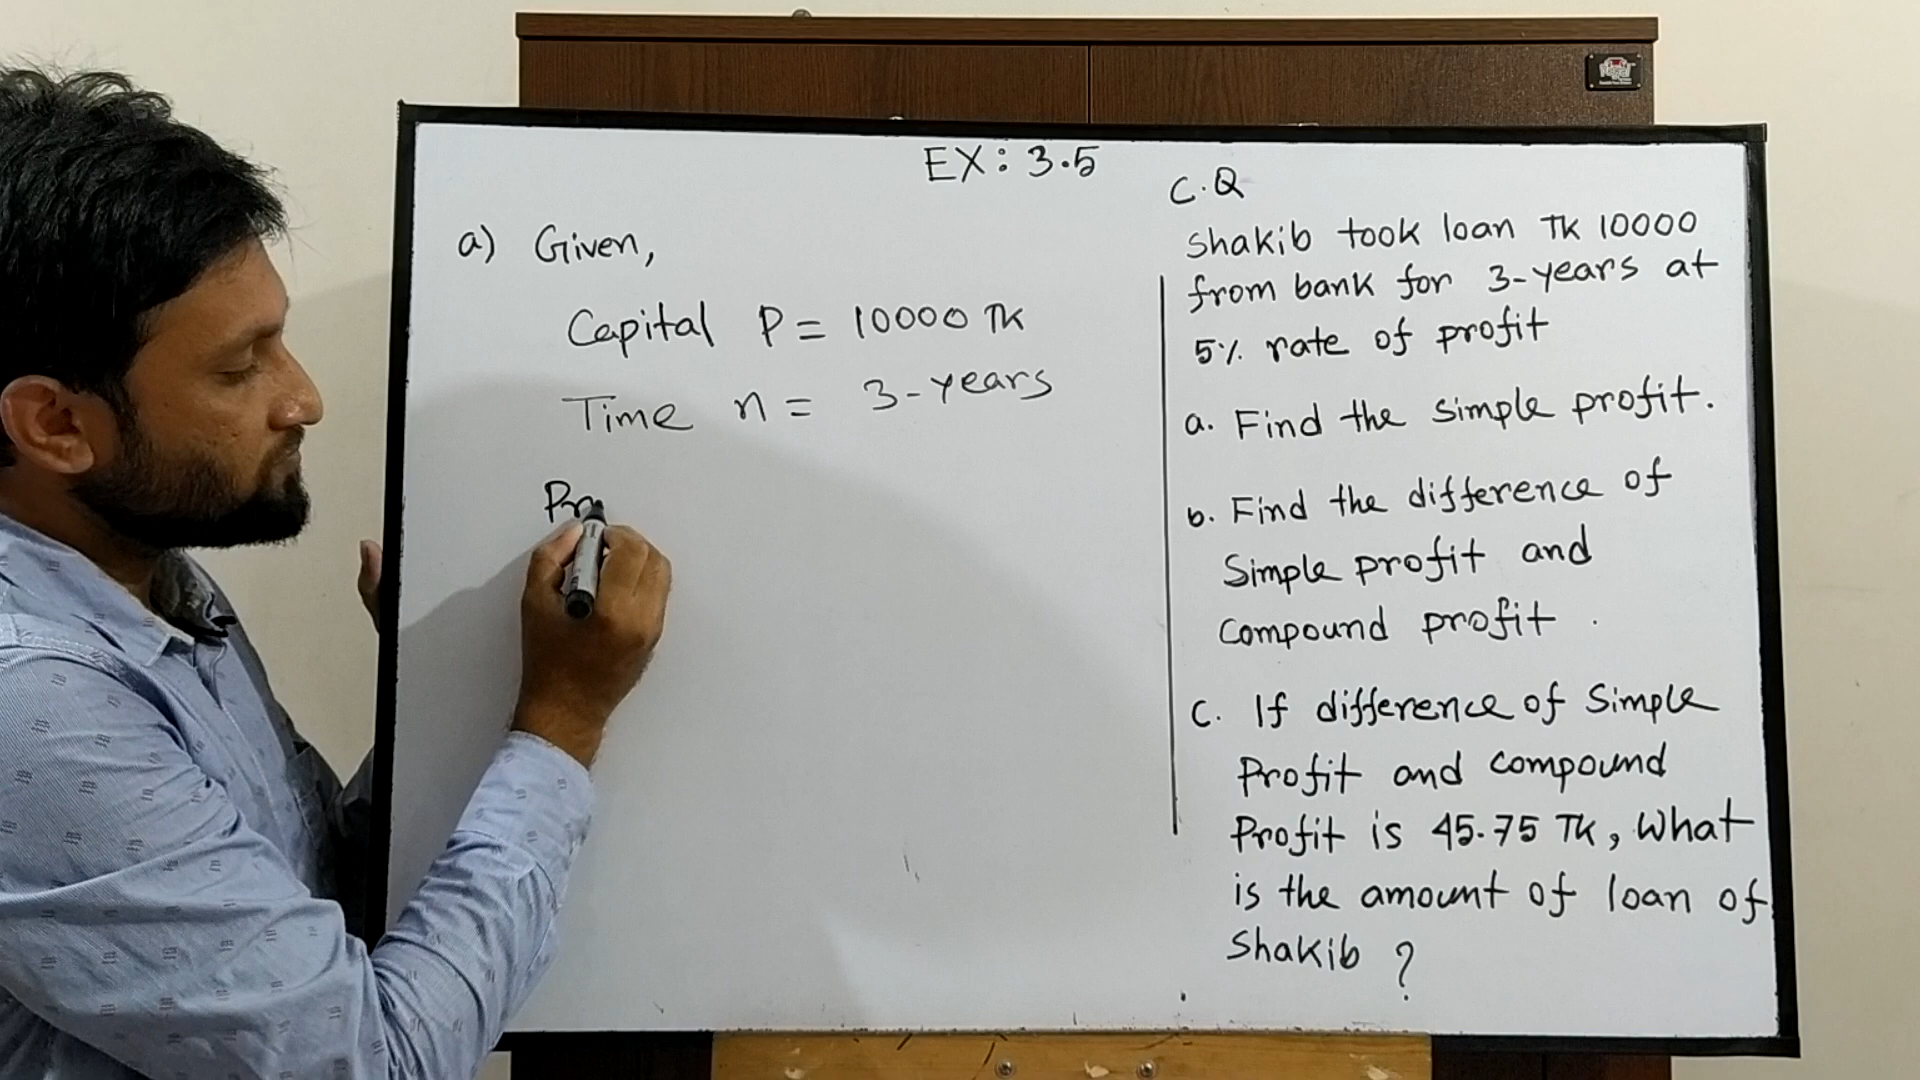 EX: 3.5
a) Given,
Capital P = 10000 TK
Time n = 3-years
Pro
C.Q
Shakib took loan TK 10000
from bank for 3-years at
5% rate of profit
a. Find the simple profit.
b. Find the difference of
Simple profit and
Compound profit.
C. If difference of Simple
Profit and compound
Profit is 45.75 TK, What
is the amount of loan of
Shakib ?